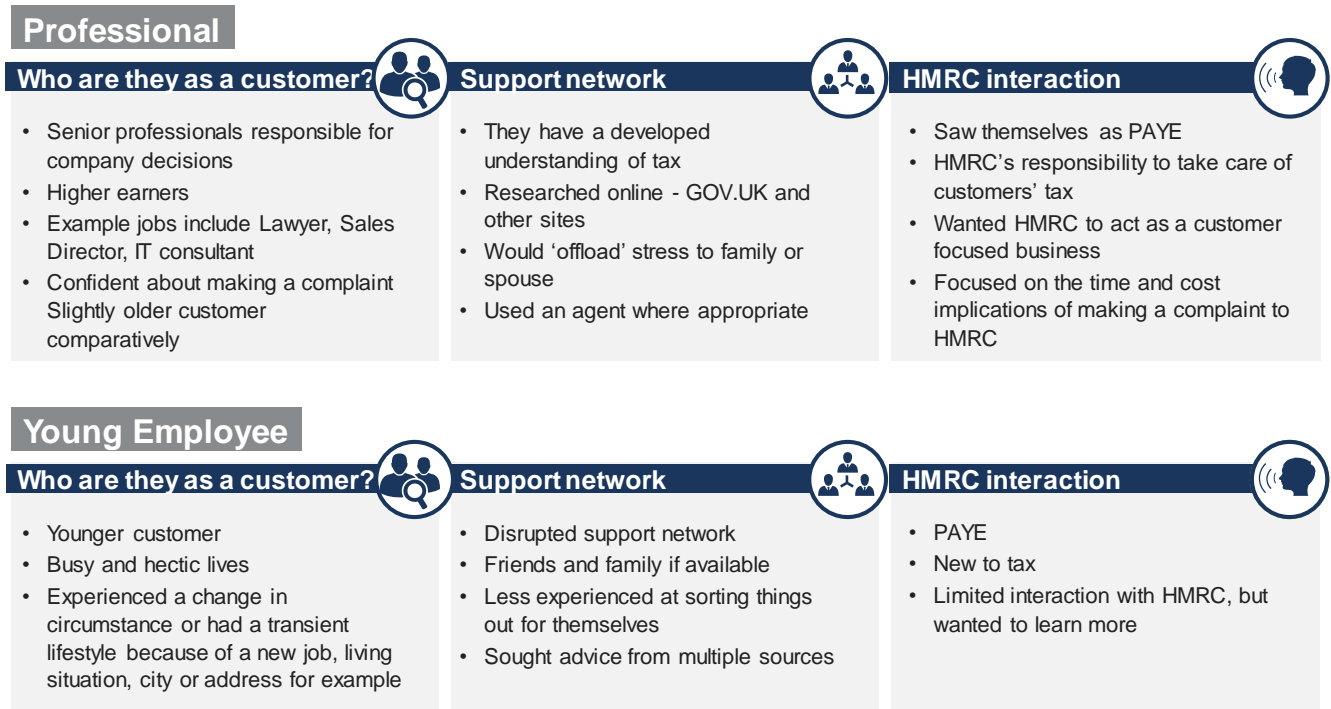 Professional
Who are they as a customer?
• Senior professionals responsible for
company decisions
• Higher earners
• Example jobs include Lawyer, Sales
Director, IT consultant
• Confident about making a complaint
Slightly older customer
comparatively
Support network
• They have a developed
understanding of tax
• Researched online - GOV.UK and
other sites
• Would ‘offload’ stress to family or
spouse
• Used an agent where appropriate
HMRC interaction
• Saw themselves as PAYE
• HMRC’s responsibility to take care of
customers’ tax
• Wanted HMRC to act as a customer
focused business
• Focused on the time and cost
implications of making a complaint to
HMRC
Young Employee
Who are they as a customer?
• Younger customer
• Busy and hectic lives
• Experienced a change in
circumstance or had a transient
lifestyle because of a new job, living
situation, city or address for example
Support network
• Disrupted support network
• Friends and family if available
• Less experienced at sorting things
out for themselves
• Sought advice from multiple sources
HMRC interaction
• PAYE
• New to tax
• Limited interaction with HMRC, but
wanted to learn more